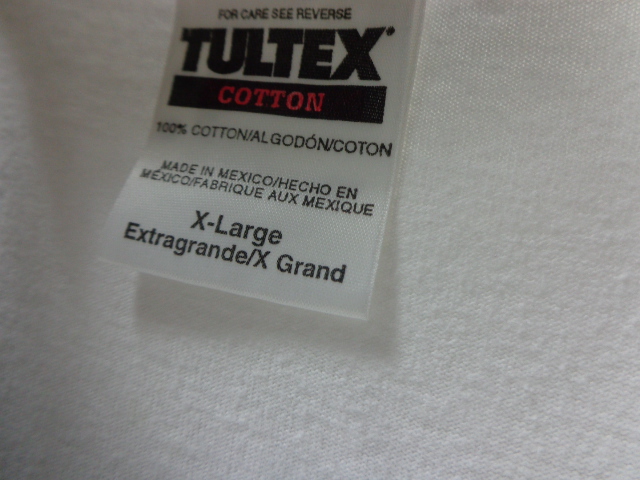 FOR CARE SEE REVERSE
TULTEX
COTTON
100% COTTON/ALGODÓN/COTON
MADE IN MEXICO/HECHO EN
MÉXICO/FABRIQUE AUX MEXIQUE
X-Large
Extragrande/X Grand